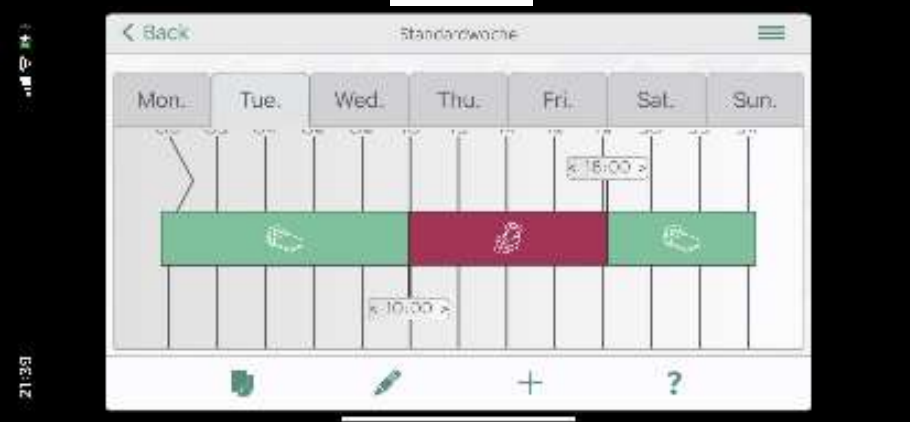 Back
Standardwoche
Mon. Tue. Wed. Thu. Fri. Sat. Sun.
< 18:00 >
< 10:00 >
?
21:39